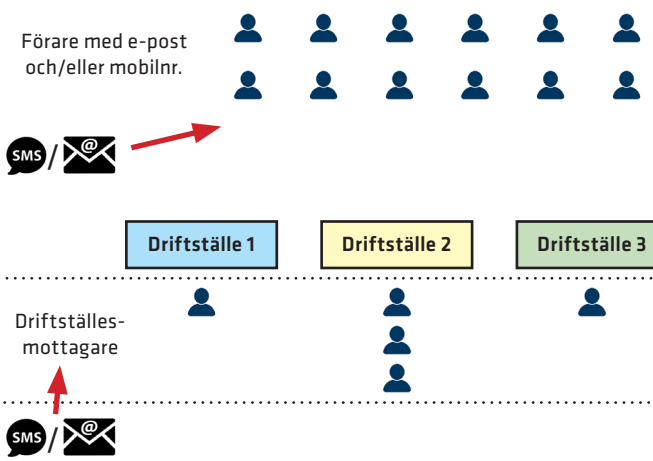 Förare med e-post
och/eller mobilnr.
SMS/@
Driftställe 1
Driftställe 2
Driftställe 3
Driftställes-
mottagare
SMS/@